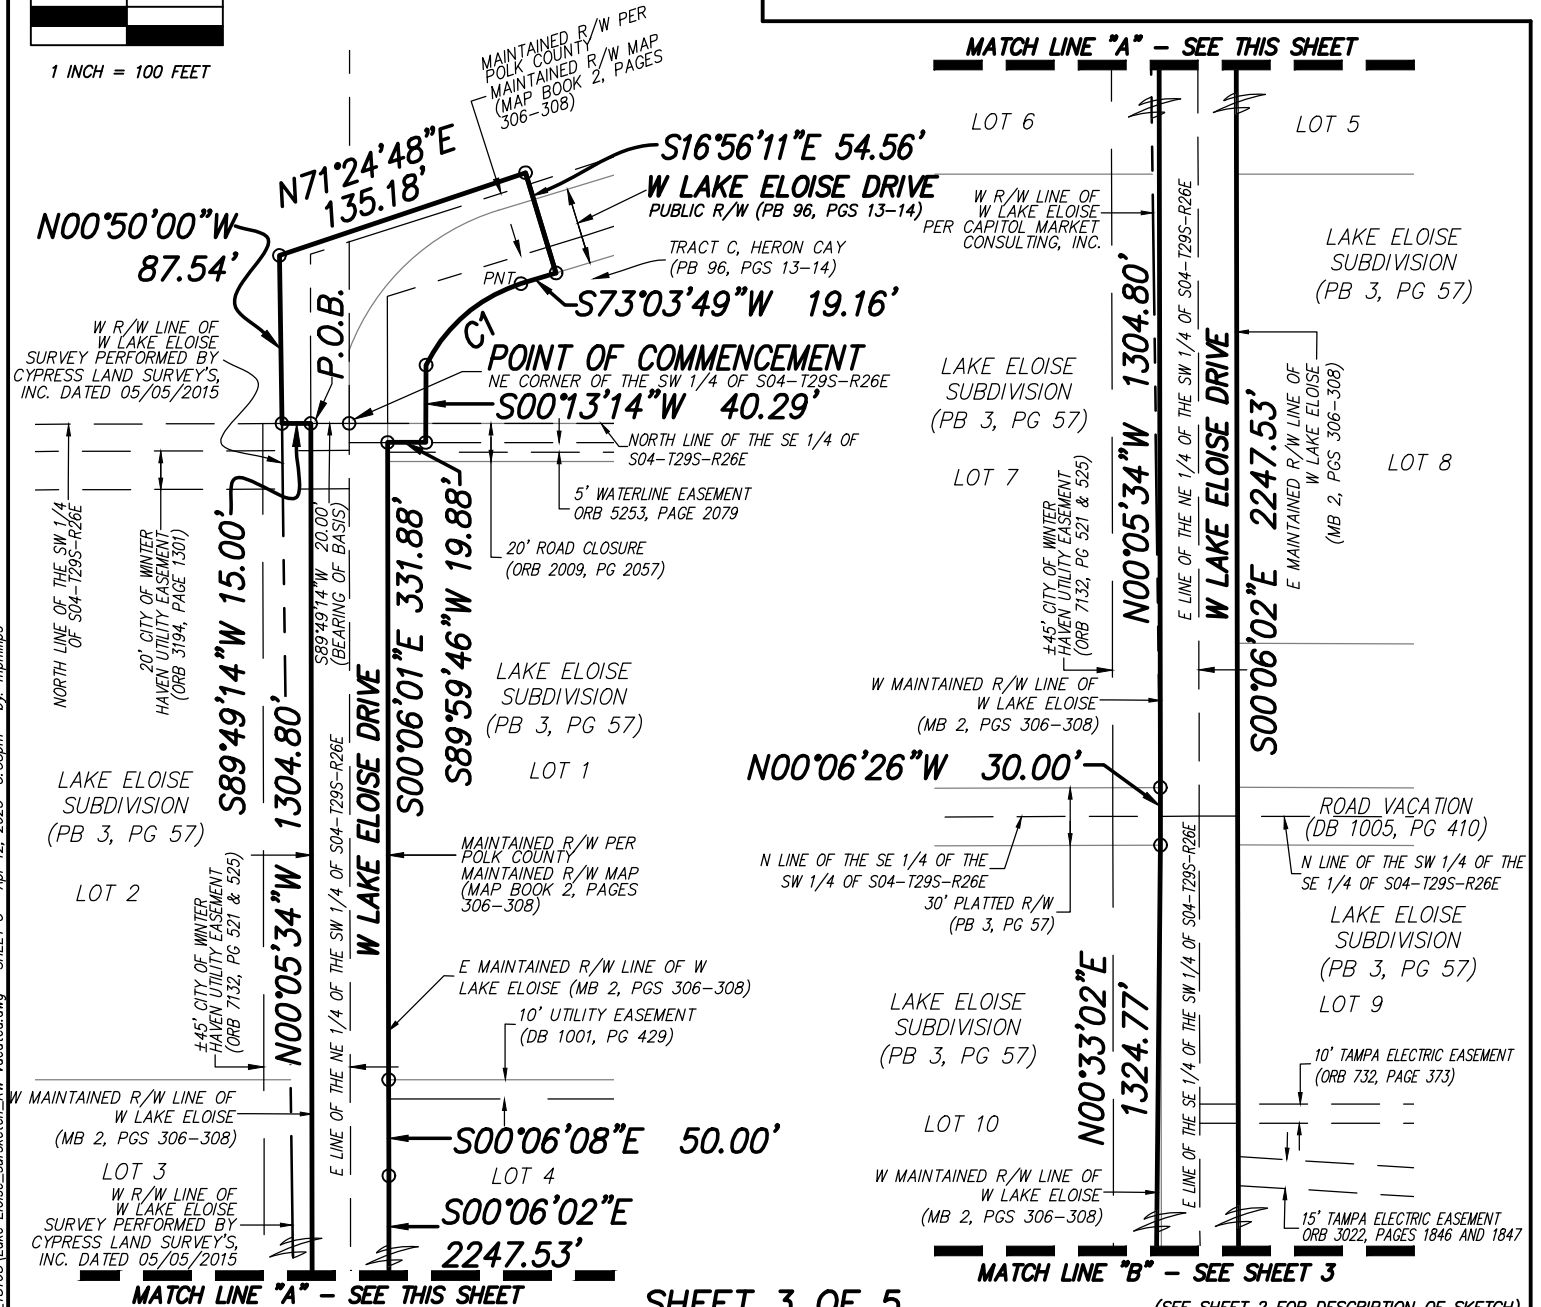 1 INCH = 100 FEET
MAINTAINED R/W PER
POLK COUNTY
MAINTAINED R/W MAP
(MAP BOOK 2, PAGES
306-308)
N71°24'48"E
135.18'
S16°56'11"E 54.56'
W LAKE ELOISE DRIVE
PUBLIC R/W (PB 96, PGS 13-14)
N00°50'00"W
87.54'
TRACT C, HERON CAY
(PB 96, PGS 13-14)
PNT
S73°03'49"W 19.16'
C1
P.O.B.
W R/W LINE OF
W LAKE ELOISE
SURVEY PERFORMED BY
CYPRESS LAND SURVEY'S,
INC. DATED 05/05/2015
POINT OF COMMENCEMENT
NE CORNER OF THE SW 1/4 OF S04-T29S-R26E
S00°13'14"W 40.29'
NORTH LINE OF THE SE 1/4 OF
S04-T29S-R26E
5' WATERLINE EASEMENT
ORB 5253, PAGE 2079
20' ROAD CLOSURE
(ORB 2009, PG 2057)
NORTH LINE OF THE SW 1/4
OF S04-T29S-R26E
20' CITY OF WINTER
HAVEN UTILITY EASEMENT
(ORB 3194, PAGE 1301)
S89°49'14"W 15.00'
S89°49'14"W 20.00'
(BEARING OF BASIS)
S00°06'01"E 331.88'
S89°59'46"W 19.88'
N00°05'34"W 1304.80'
W LAKE ELOISE DRIVE
E LINE OF THE NE 1/4 OF THE SW 1/4 OF S04-T29S-R26E
LAKE ELOISE
SUBDIVISION
(PB 3, PG 57)
LOT 1
LAKE ELOISE
SUBDIVISION
(PB 3, PG 57)
LOT 2
MAINTAINED R/W PER
POLK COUNTY
MAINTAINED R/W MAP
(MAP BOOK 2, PAGES
306-308)
±45' CITY OF WINTER
HAVEN UTILITY EASEMENT
(ORB 7132, PG 521 & 525)
E MAINTAINED R/W LINE OF W
LAKE ELOISE (MB 2, PGS 306-308)
10' UTILITY EASEMENT
(DB 1001, PG 429)
W MAINTAINED R/W LINE OF
W LAKE ELOISE
(MB 2, PGS 306-308)
LOT 3
W R/W LINE OF
W LAKE ELOISE
SURVEY PERFORMED BY
CYPRESS LAND SURVEY'S,
INC. DATED 05/05/2015
S00°06'08"E 50.00'
LOT 4
S00°06'02"E
2247.53'
MATCH LINE "A" - SEE THIS SHEET
MATCH LINE "A" - SEE THIS SHEET
LOT 6
LOT 5
W R/W LINE OF
W LAKE ELOISE
PER CAPITOL MARKET
CONSULTING, INC.
LAKE ELOISE
SUBDIVISION
(PB 3, PG 57)
LAKE ELOISE
SUBDIVISION
(PB 3, PG 57)
LOT 7
LOT 8
N00°05'34"W 1304.80'
E LINE OF THE NE 1/4 OF THE SW 1/4 OF S04-T29S-R26E
W LAKE ELOISE DRIVE
S00°06'02"E 2247.53'
E MAINTAINED R/W LINE OF
W LAKE ELOISE
(MB 2, PGS 306-308)
±45' CITY OF WINTER
HAVEN UTILITY EASEMENT
(ORB 7132, PG 521 & 525)
W MAINTAINED R/W LINE OF
W LAKE ELOISE
(MB 2, PGS 306-308)
N00°06'26"W 30.00'
ROAD VACATION
(DB 1005, PG 410)
N LINE OF THE SE 1/4 OF THE
SW 1/4 OF S04-T29S-R26E
N LINE OF THE SW 1/4 OF THE
SE 1/4 OF S04-T29S-R26E
30' PLATTED R/W
(PB 3, PG 57)
LAKE ELOISE
SUBDIVISION
(PB 3, PG 57)
LOT 9
LAKE ELOISE
SUBDIVISION
(PB 3, PG 57)
LOT 10
N00°33'02"E
1324.77'
E LINE OF THE SE 1/4 OF THE SW 1/4 OF S04-T29S-R26E
10' TAMPA ELECTRIC EASEMENT
(ORB 732, PAGE 373)
W MAINTAINED R/W LINE OF
W LAKE ELOISE
(MB 2, PGS 306-308)
15' TAMPA ELECTRIC EASEMENT
ORB 3022, PAGES 1846 AND 1847
MATCH LINE "B" - SEE SHEET 3
SHEET 3 OF 5
(SEE SHEET 2 FOR DESCRIPTION OF SKETCH)